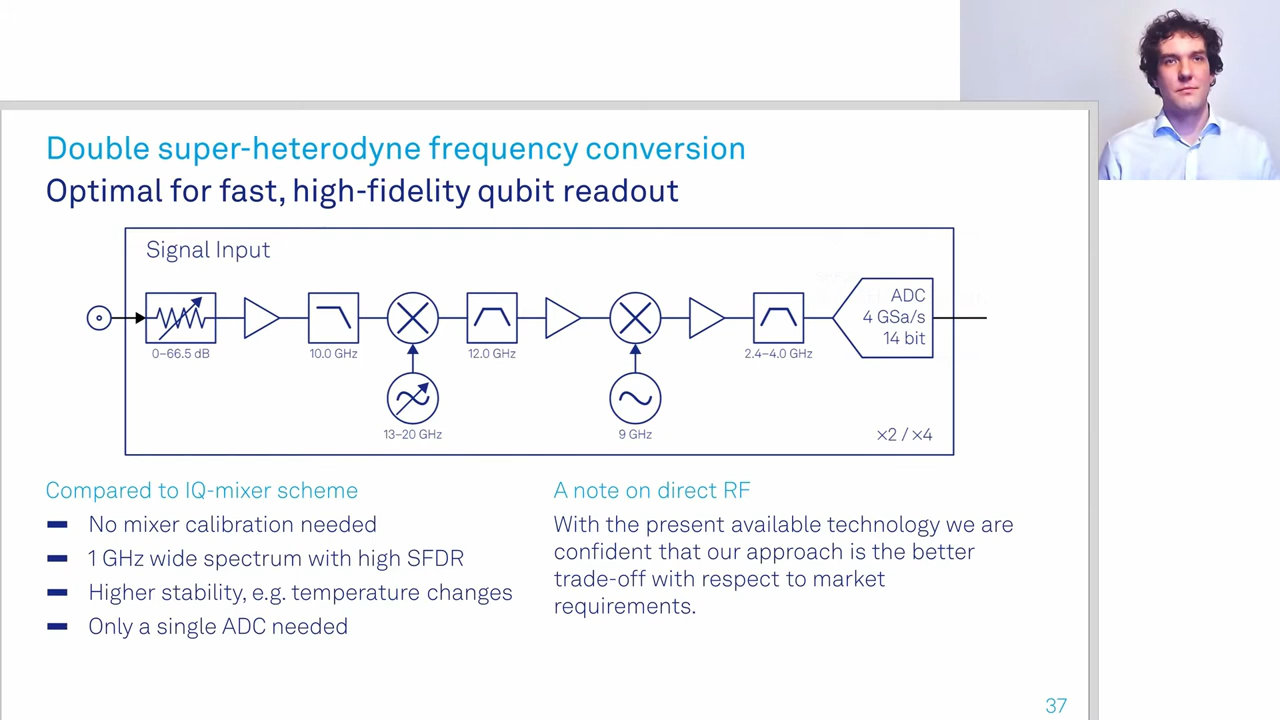 Double super-heterodyne frequency conversion
Optimal for fast, high-fidelity qubit readout
Signal Input
ADC
4 GSa/s
14 bit
0–66.5 dB
10.0 GHz
12.0 GHz
2.4–4.0 GHz
13–20 GHz
9 GHz
×2 / ×4
Compared to IQ-mixer scheme
No mixer calibration needed
1 GHz wide spectrum with high SFDR
Higher stability, e.g. temperature changes
Only a single ADC needed
A note on direct RF
With the present available technology we are
confident that our approach is the better
trade-off with respect to market
requirements.
37